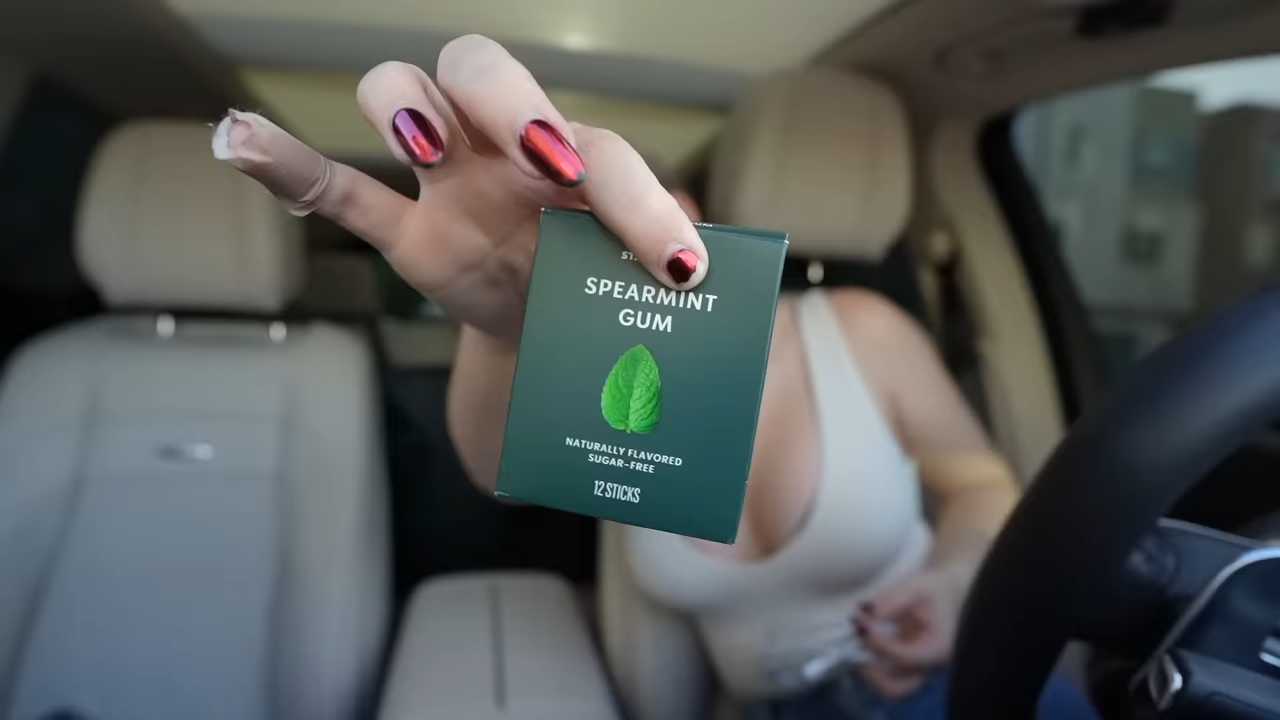 SPEARMINT
GUM
NATURALLY FLAVORED
SUGAR-FREE
12 STICKS